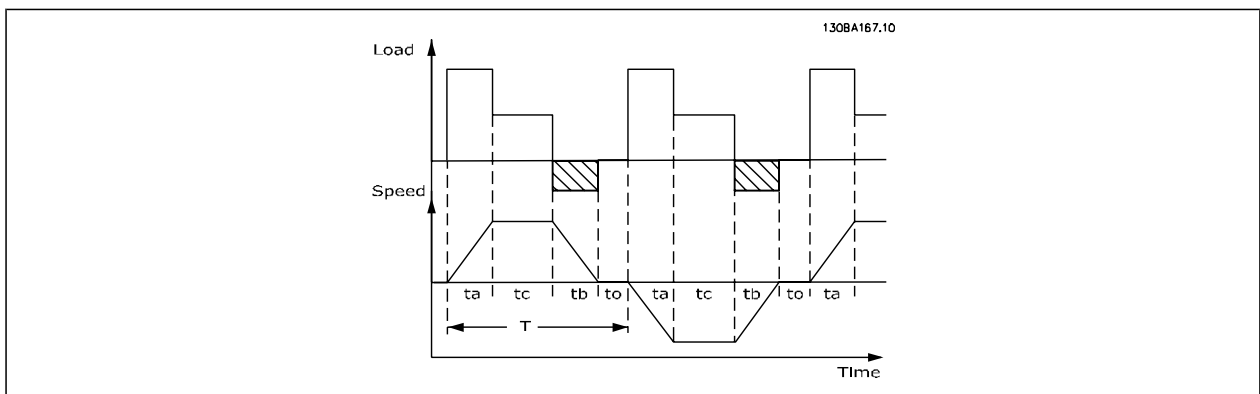 130BA167.10
Load
Speed
ta tc tb to ta tc tb to ta
T
Time